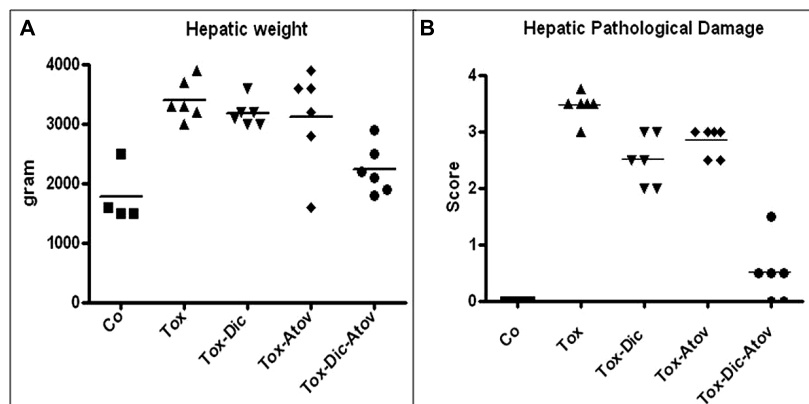 A
Hepatic weight
gram
4000
3000
2000
1000
0
Co
Tox
Tox-Dic
Tox-Atov
Tox-Dic-Atov
B
Hepatic Pathological Damage
Score
4
3
2
1
0
Co
Tox
Tox-Dic
Tox-Atov
Tox-Dic-Atov